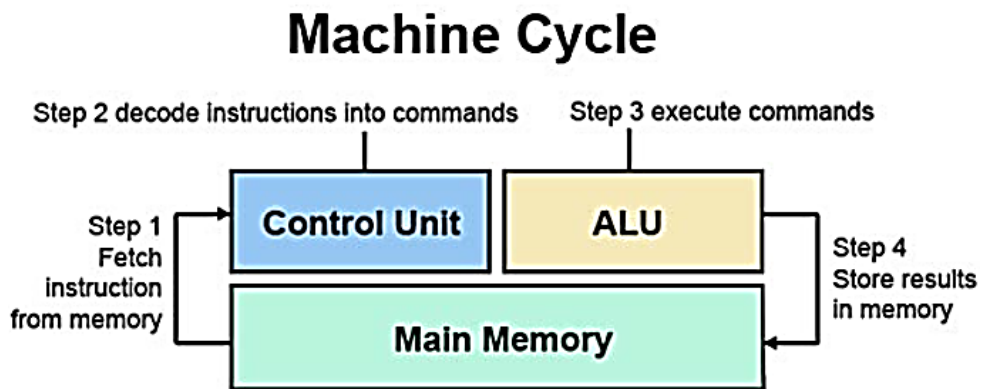 Machine Cycle
Step 2 decode instructions into commands
Step 3 execute commands
Step 1
Fetch
instruction
from memory
Control Unit
ALU
Step 4
Store results
in memory
Main Memory